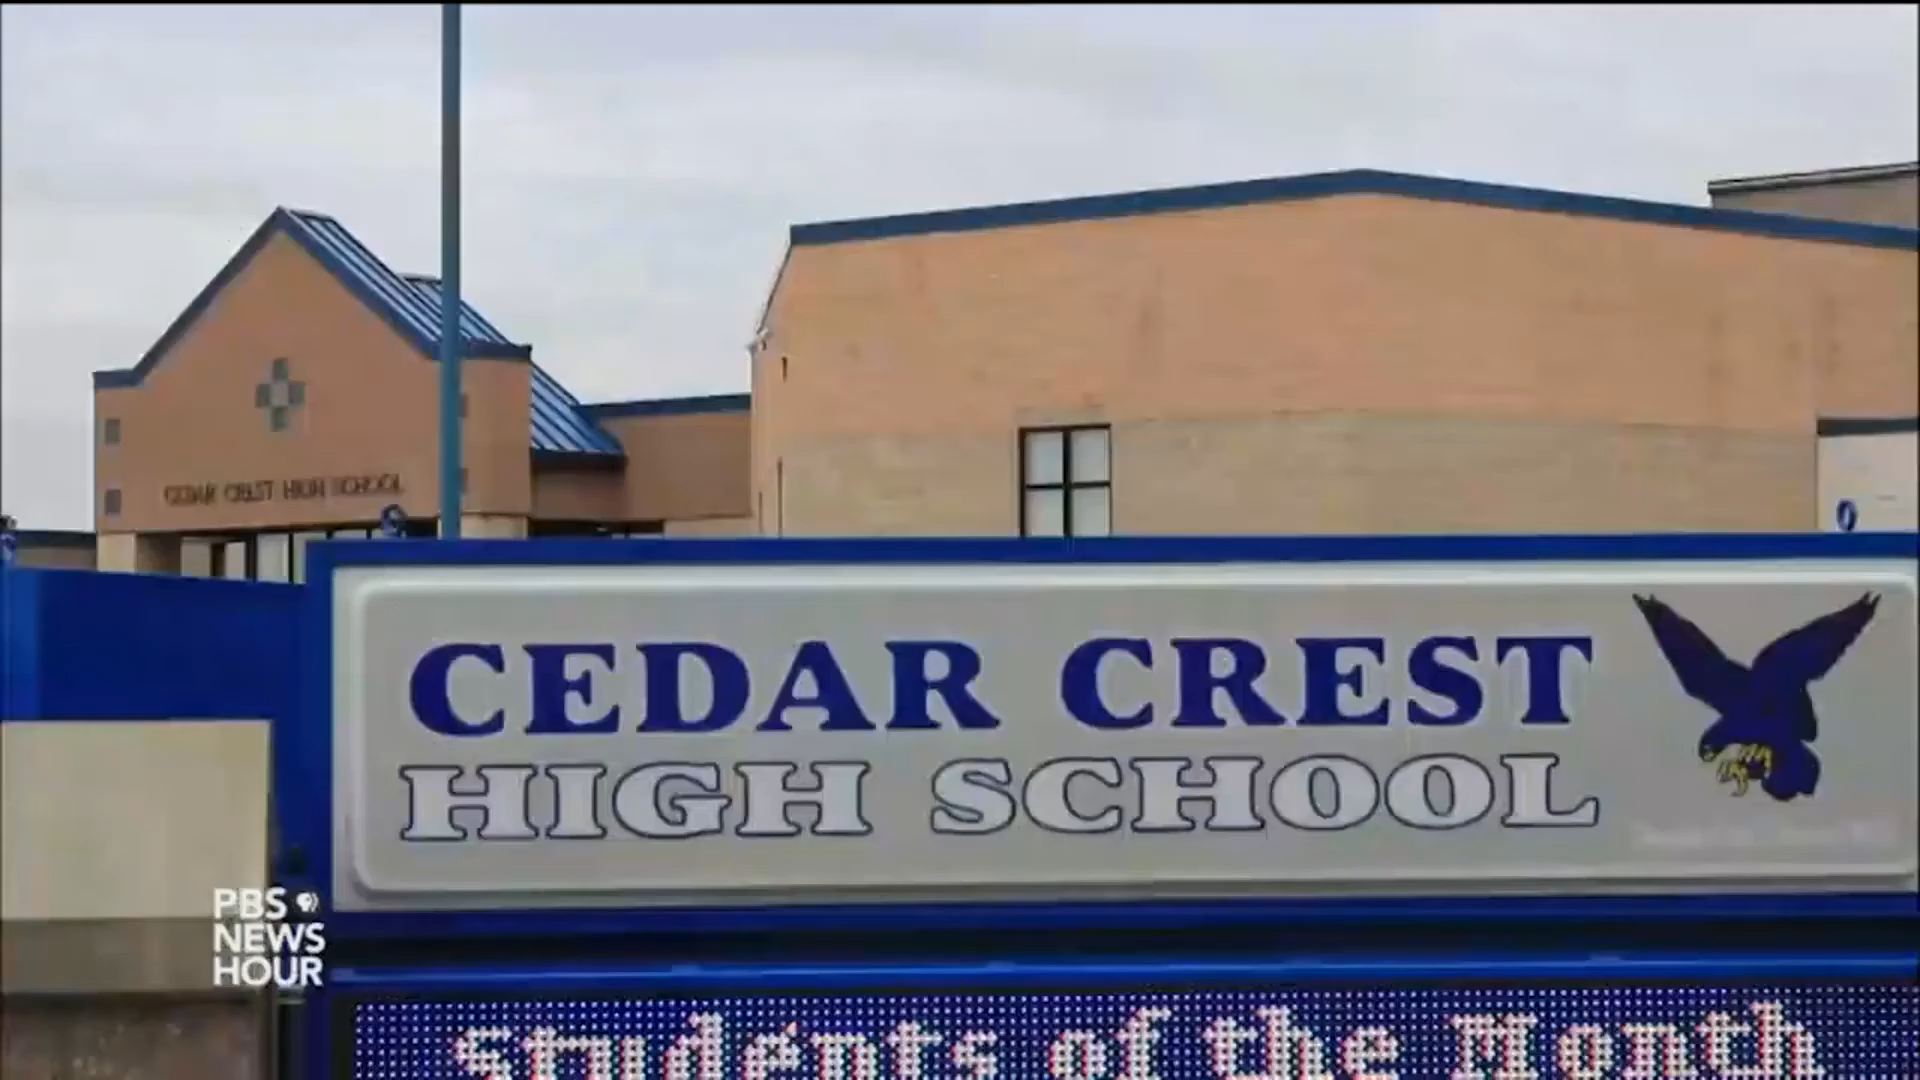 CEDAR CREST HIGH SCHOOL
CEDAR CREST
HIGH SCHOOL
PBS
NEWS
HOUR
Students of the Month